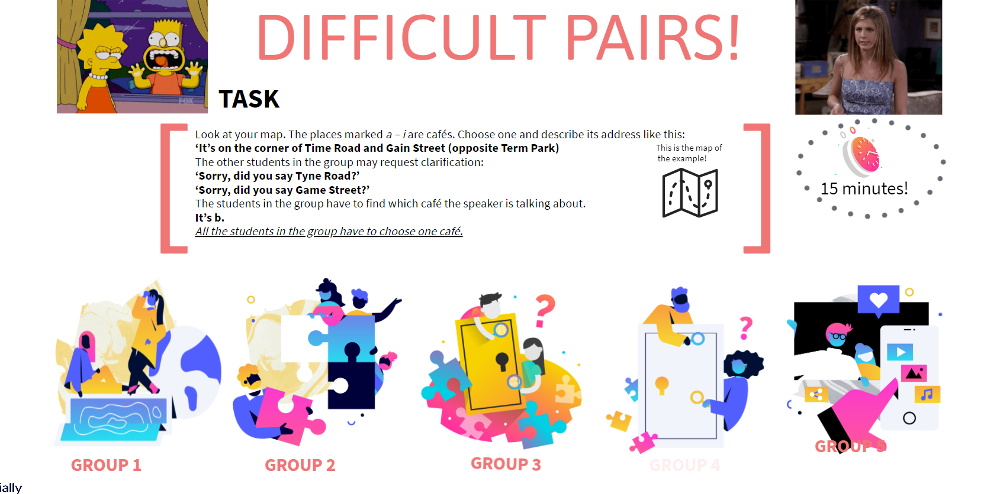 DIFFICULT PAIRS!
FOX
TASK
Look at your map. The places marked a – i are cafés. Choose one and describe its address like this:
‘It’s on the corner of Time Road and Gain Street (opposite Term Park)
The other students in the group may request clarification:
‘Sorry, did you say Tyne Road?’
‘Sorry, did you say Game Street?’
The students in the group have to find which café the speaker is talking about.
It’s b.
All the students in the group have to choose one café.
This is the map of
the example!
15 minutes!
GROUP 1
GROUP 2
GROUP 3
GROUP 4
GROUP 5
ially